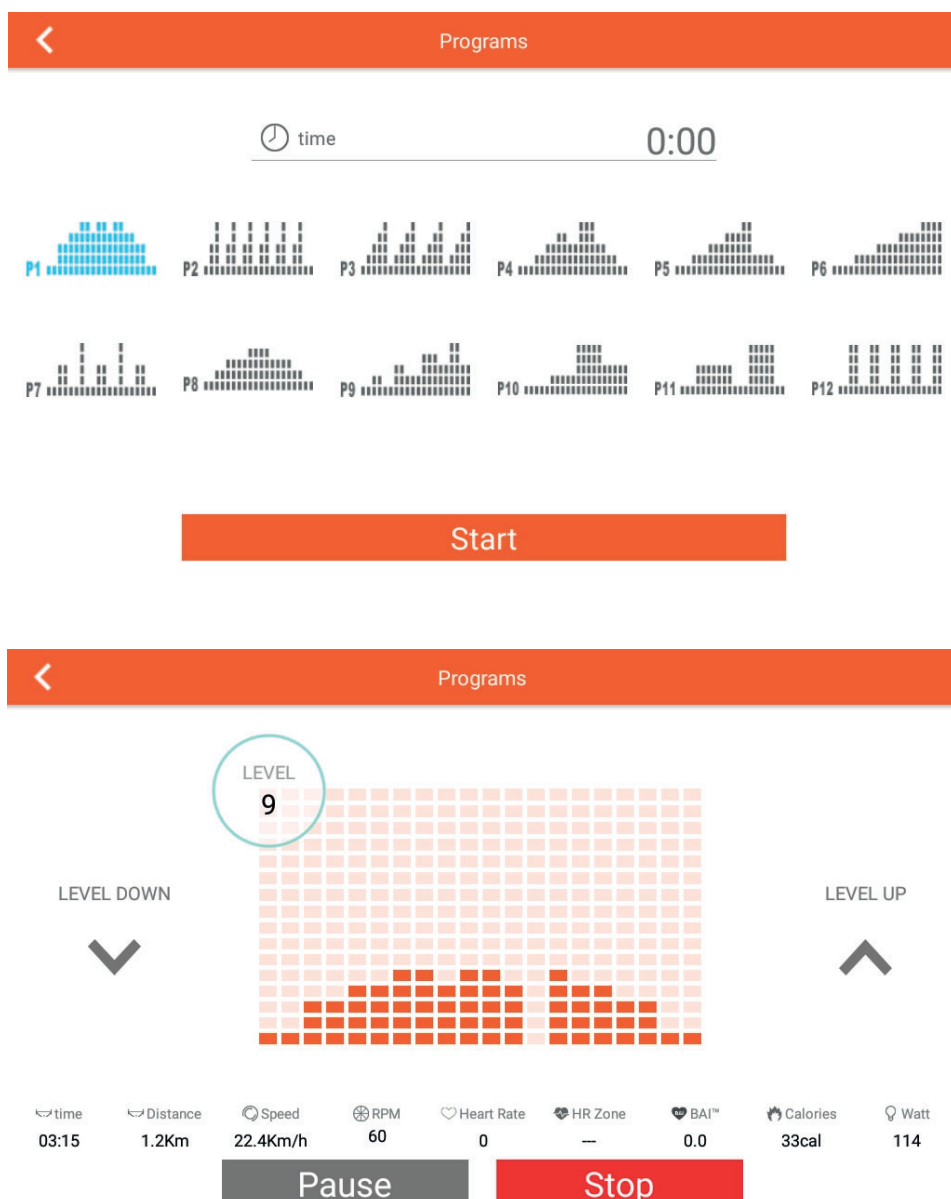 Programs
time 0:00
P1 P2 P3 P4 P5 P6
P7 P8 P9 P10 P11 P12
Start
Programs
LEVEL
9
LEVEL DOWN LEVEL UP
time Distance Speed RPM Heart Rate HR Zone BAI™ Calories Watt
03:15 1.2Km 22.4Km/h 60 0 --- 0.0 33cal 114
Pause Stop